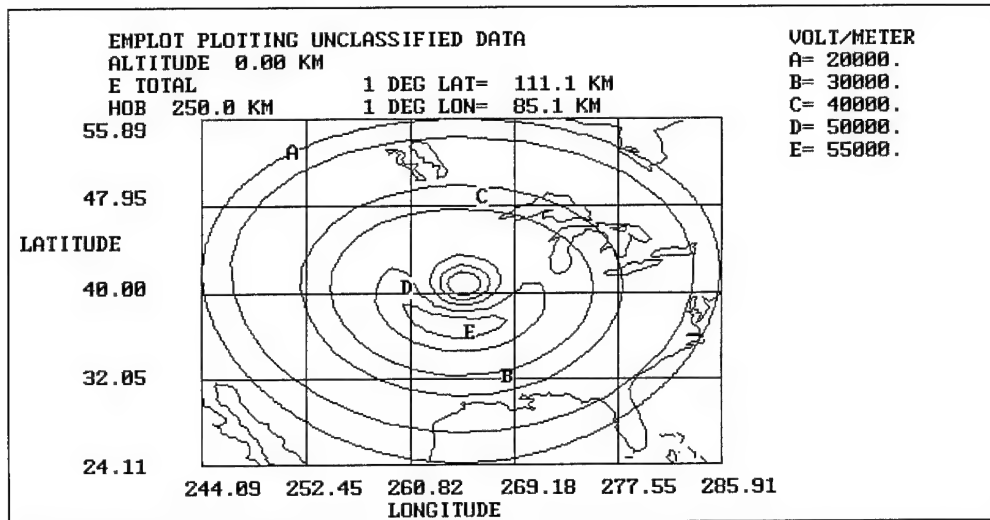 EMPLOT PLOTTING UNCLASSIFIED DATA
ALTITUDE 0.00 KM
E TOTAL 1 DEG LAT= 111.1 KM
HOB 250.0 KM 1 DEG LON= 85.1 KM
VOLT/METER
A= 20000.
B= 30000.
C= 40000.
D= 50000.
E= 55000.
55.89
47.95
LATITUDE
40.00
32.05
24.11
A
C
D
E
B
244.09 252.45 260.82 269.18 277.55 285.91
LONGITUDE